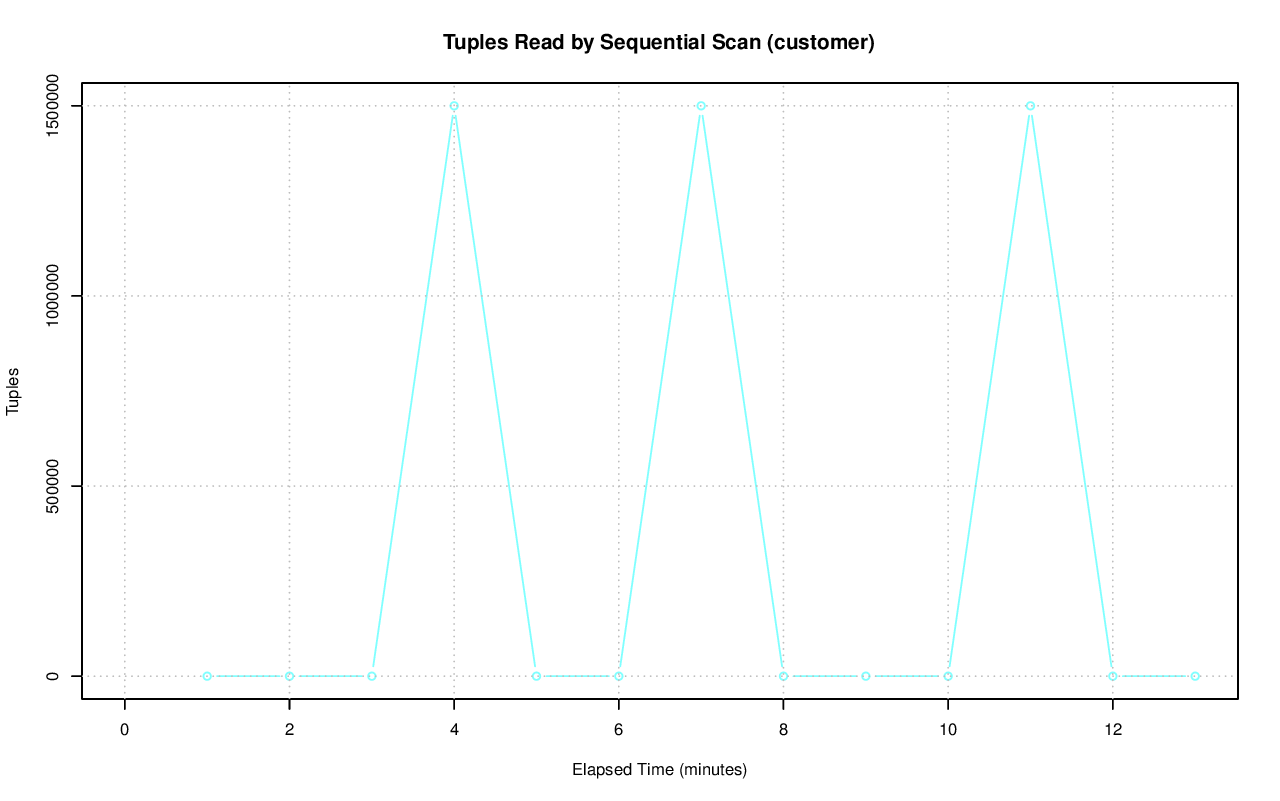 Tuples Read by Sequential Scan (customer)
1500000
1000000
500000
0
Tuples
0 2 4 6 8 10 12
Elapsed Time (minutes)